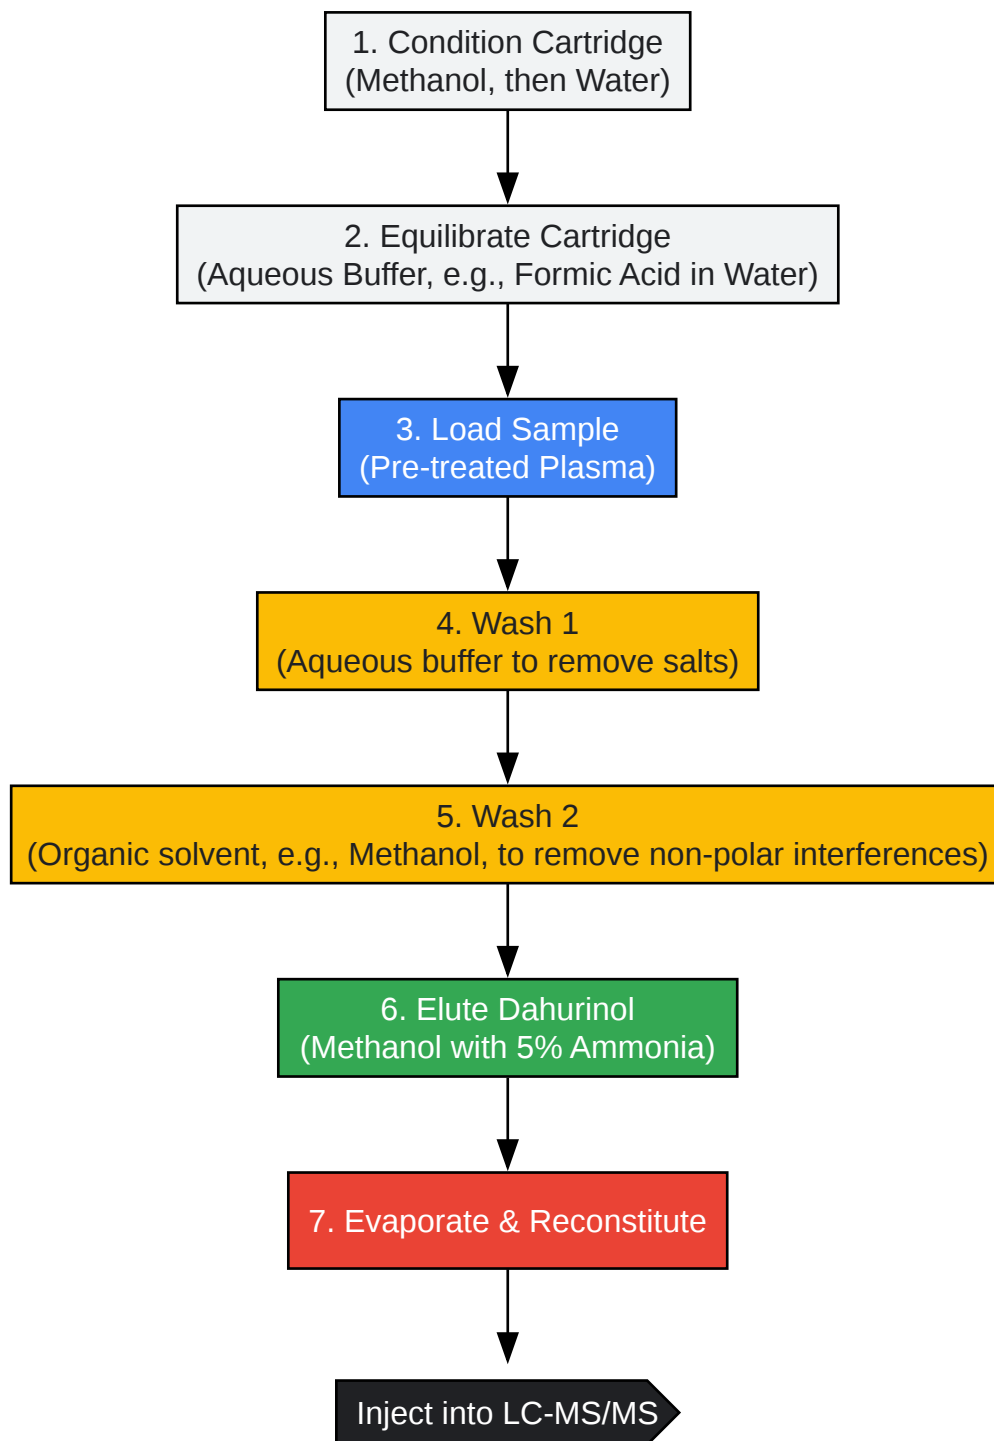 1. Condition Cartridge
(Methanol, then Water)
2. Equilibrate Cartridge
(Aqueous Buffer, e.g., Formic Acid in Water)
3. Load Sample
(Pre-treated Plasma)
4. Wash 1
(Aqueous buffer to remove salts)
5. Wash 2
(Organic solvent, e.g., Methanol, to remove non-polar interferences)
6. Elute Dahurinol
(Methanol with 5% Ammonia)
7. Evaporate & Reconstitute
Inject into LC-MS/MS